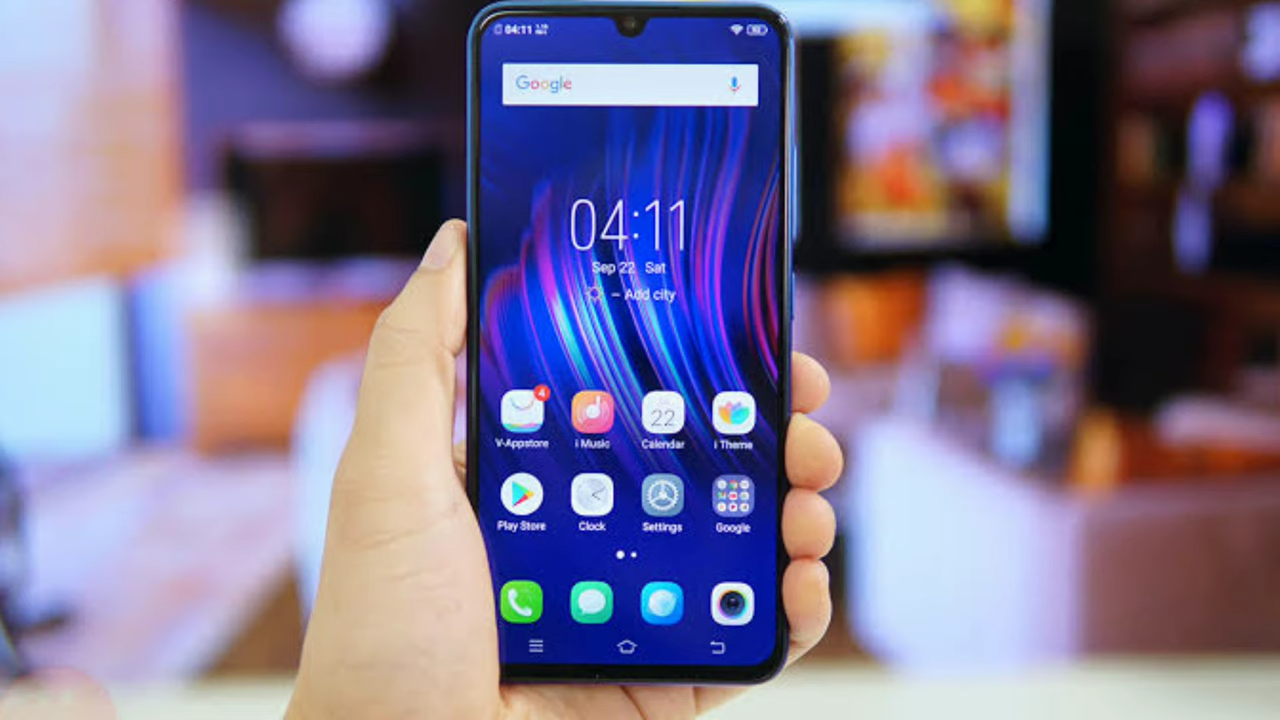 04:11
Google
04:11
Sep 22 Sat
– Add city
4
V-Appstore i Music Calendar i Theme
22
Play Store Clock Settings Google